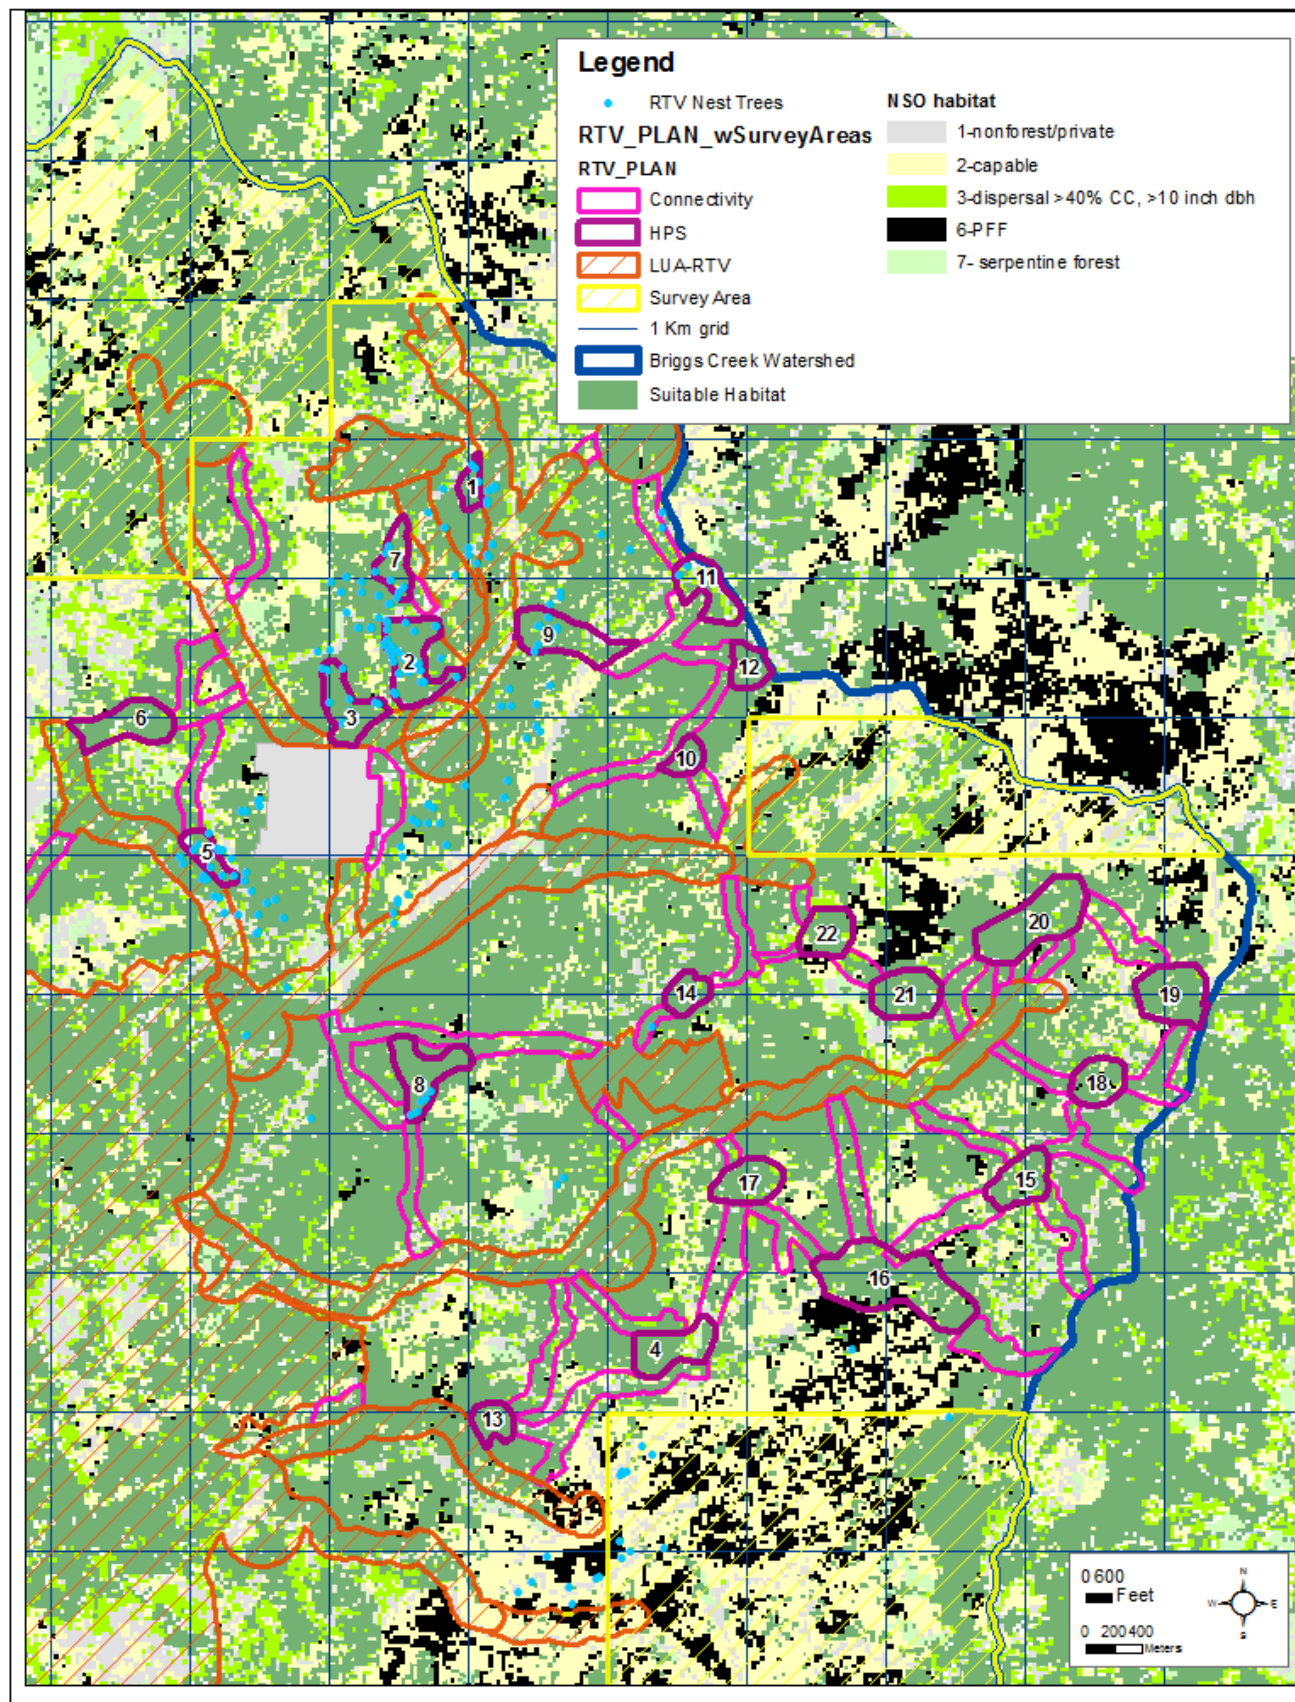 Legend
RTV Nest Trees
RTV_PLAN_wSurveyAreas
RTV_PLAN
Connectivity
HPS
LUA-RTV
Survey Area
1 Km grid
Briggs Creek Watershed
Suitable Habitat
NSO habitat
1-nonforest/private
2-capable
3-dispersal >40% CC, >10 inch dbh
6-PFF
7- serpentine forest
1
7
11
9
2
12
6
3
10
5
20
22
14
21
19
8
18
17
15
16
4
13
0 600
Feet
0 200 400
Meters
N
W E
S